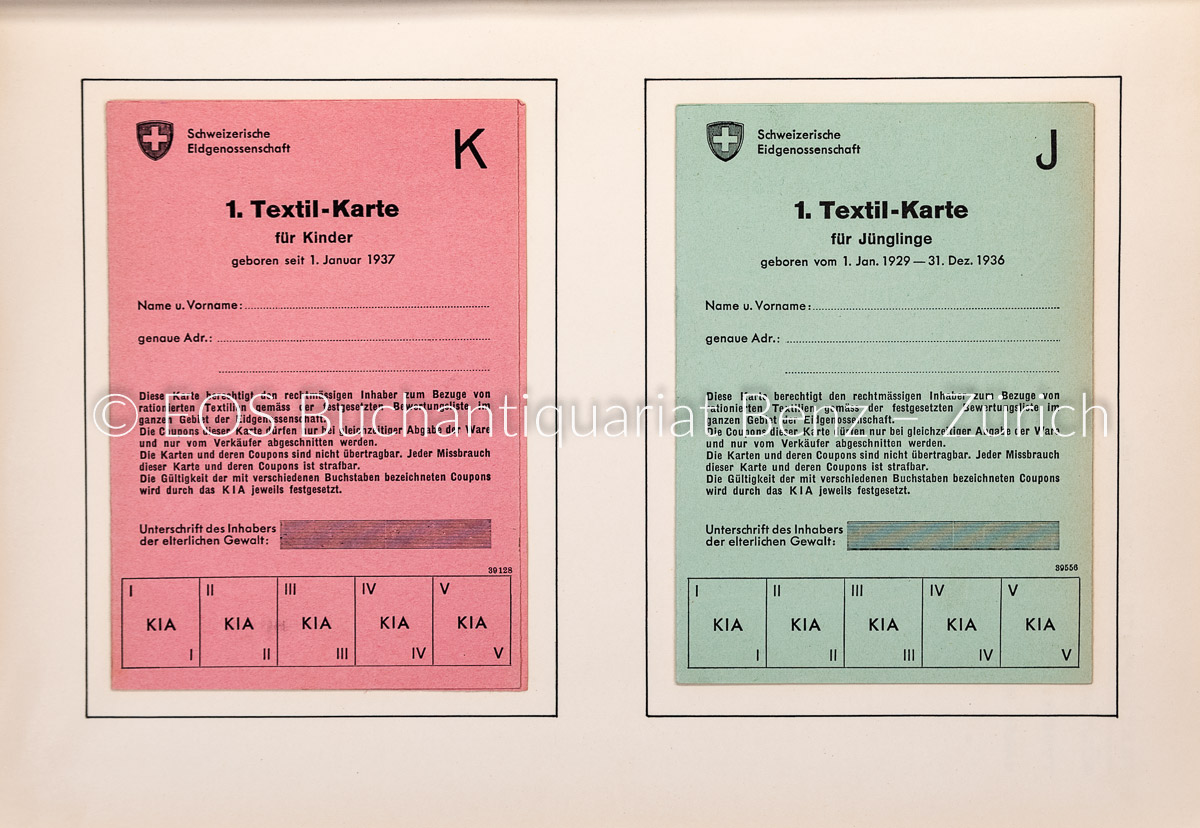 Schweizerische
Eidgenossenschaft
K
1. Textil-Karte
für Kinder
geboren seit 1. Januar 1937
Name u. Vorname:
genaue Adr.:
Diese Karte berechtigt den rechtmässigen Inhaber zum Bezuge von
rationierten Textilien gemäss der festgesetzten Bewertungsliste im
ganzen Gebiet der Eidgenossenschaft.
Die Coupons dieser Karte dürfen nur bei gleichzeitiger Abgabe der Ware
und nur vom Verkäufer abgeschnitten werden.
Die Karten und deren Coupons sind nicht übertragbar. Jeder Missbrauch
dieser Karte und deren Coupons ist strafbar.
Die Gültigkeit der mit verschiedenen Buchstaben bezeichneten Coupons
wird durch das KIA jeweils festgesetzt.
Unterschrift des Inhabers
der elterlichen Gewalt:
39128
I II III IV V
KIA KIA KIA KIA KIA
I II III IV V
Schweizerische
Eidgenossenschaft
J
1. Textil-Karte
für Jünglinge
geboren vom 1. Jan. 1929 — 31. Dez. 1936
Name u. Vorname:
genaue Adr.:
Diese Karte berechtigt den rechtmässigen Inhaber zum Bezuge von
rationierten Textilien gemäss der festgesetzten Bewertungsliste im
ganzen Gebiet der Eidgenossenschaft.
Die Coupons dieser Karte dürfen nur bei gleichzeitiger Abgabe der Ware
und nur vom Verkäufer abgeschnitten werden.
Die Karten und deren Coupons sind nicht übertragbar. Jeder Missbrauch
dieser Karte und deren Coupons ist strafbar.
Die Gültigkeit der mit verschiedenen Buchstaben bezeichneten Coupons
wird durch das KIA jeweils festgesetzt.
Unterschrift des Inhabers
der elterlichen Gewalt:
39556
I II III IV V
KIA KIA KIA KIA KIA
I II III IV V
© EOS Buchantiquariat Benz — Zürich